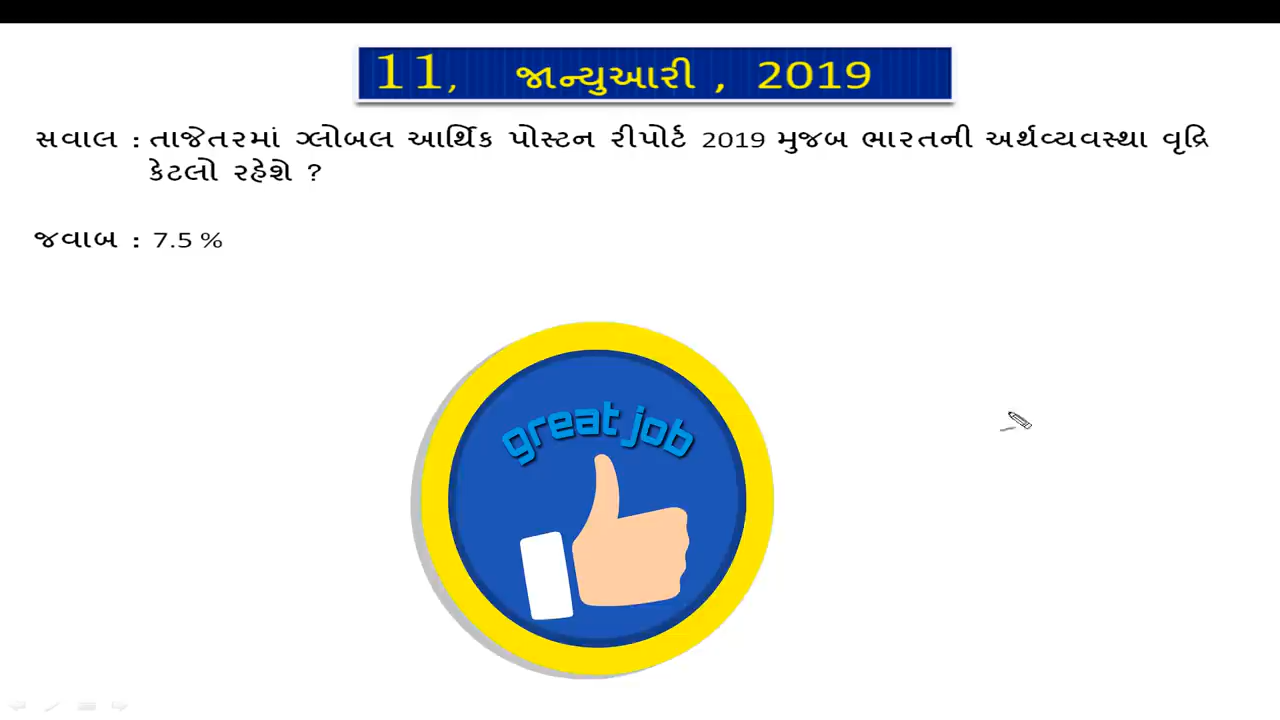 11, જાન્યુઆરી , 2019
સવાલ : તાજેતરમાં ગ્લોબલ આર્થિક પોસ્ટન રીપોર્ટ 2019 મુજબ ભારતની અર્થવ્યવસ્થા વૃદ્રિ
કેટલો રહેશે ?
જવાબ : 7.5 %
great job